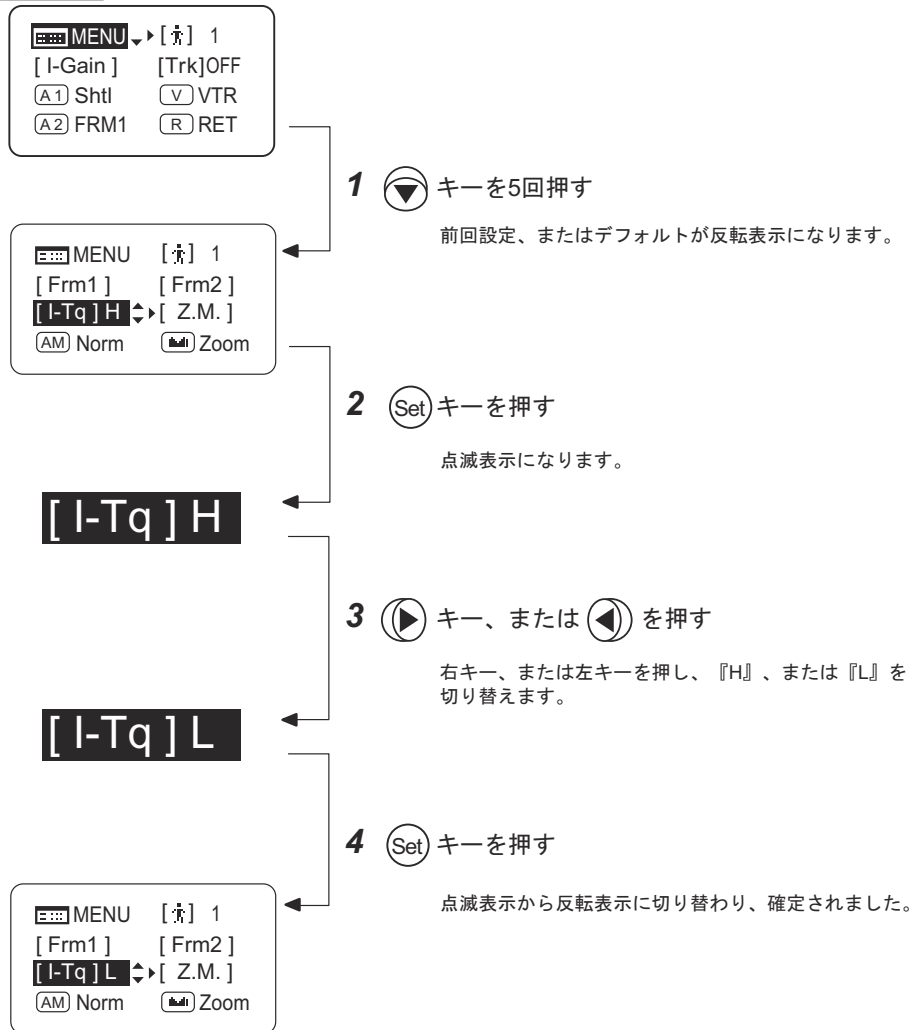 MENU [ ] 1
[ I-Gain ] [Trk]OFF
A1 Shtl V VTR
A2 FRM1 R RET
1 キーを5回押す
前回設定、またはデフォルトが反転表示になります。
MENU [ ] 1
[ Frm1 ] [ Frm2 ]
[ I-Tq ] H [ Z.M. ]
AM Norm Zoom
2 Set キーを押す
点滅表示になります。
[ I-Tq ] H
3 キー、または を押す
右キー、または左キーを押し、『H』、または『L』を
切り替えます。
[ I-Tq ] L
4 Set キーを押す
点滅表示から反転表示に切り替わり、確定されました。
MENU [ ] 1
[ Frm1 ] [ Frm2 ]
[ I-Tq ] L [ Z.M. ]
AM Norm Zoom